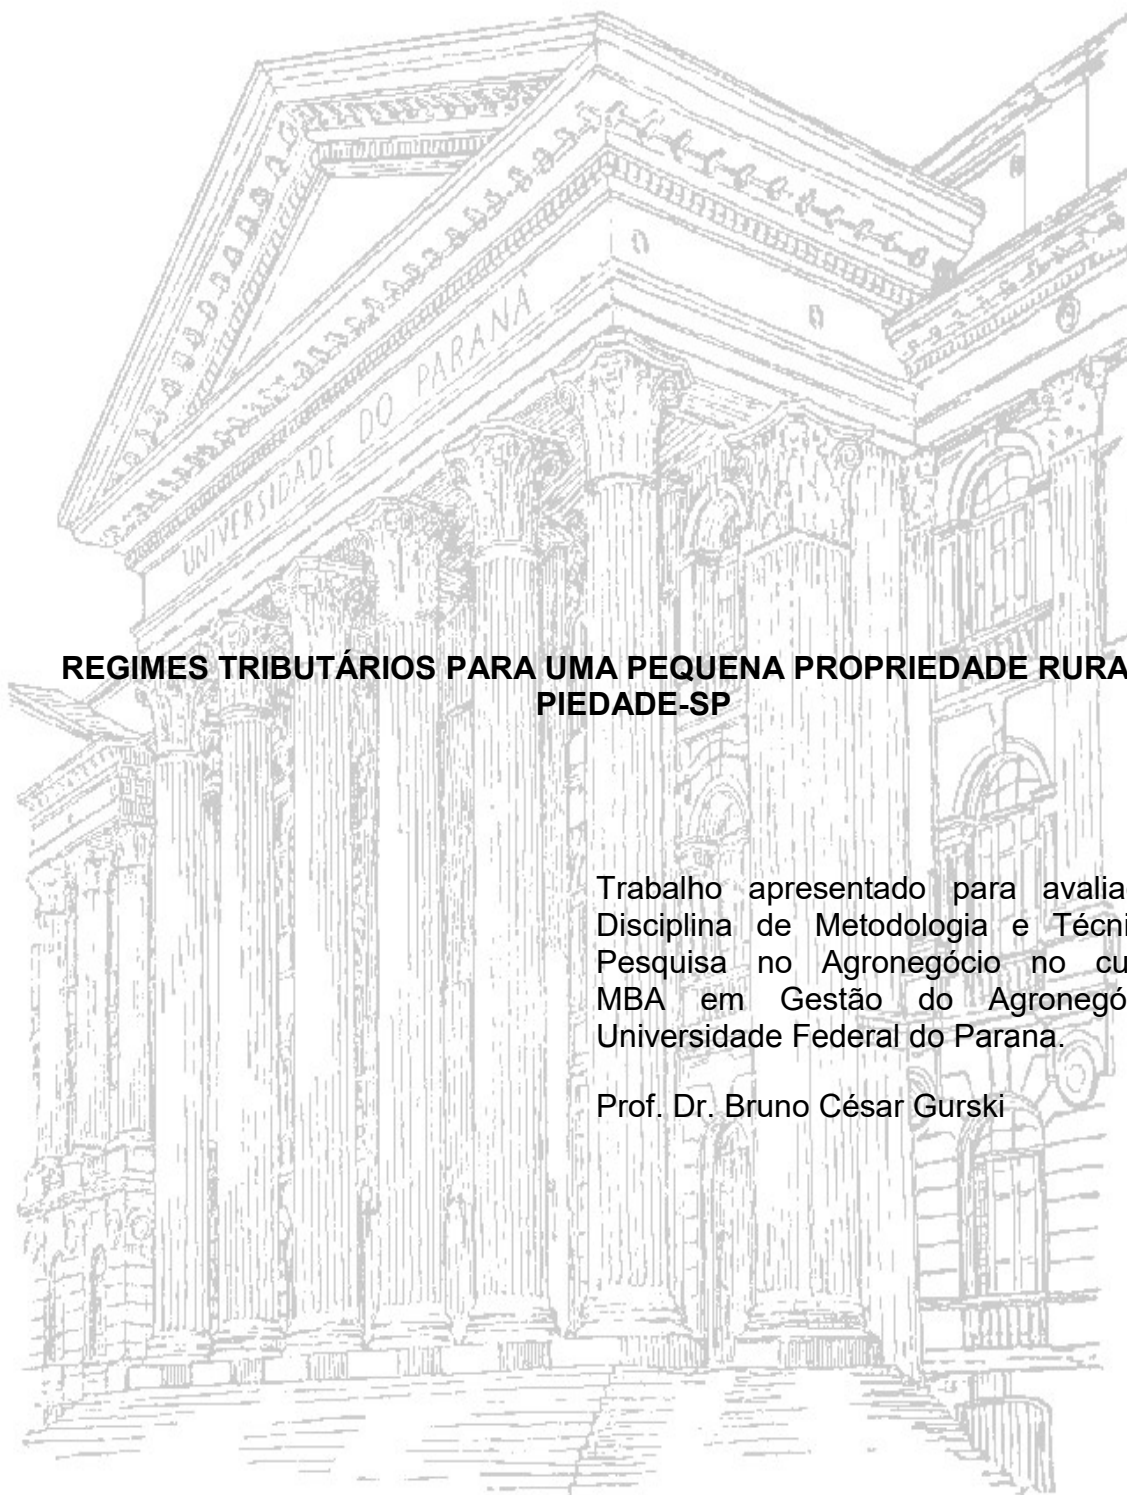 UNIVERSIDADE DO PARANÁ
REGIMES TRIBUTÁRIOS PARA UMA PEQUENA PROPRIEDADE RURA
PIEDADE-SP
Trabalho apresentado para avalia
Disciplina de Metodologia e Técni
Pesquisa no Agronegócio no cu
MBA em Gestão do Agronegó
Universidade Federal do Parana.
Prof. Dr. Bruno César Gurski